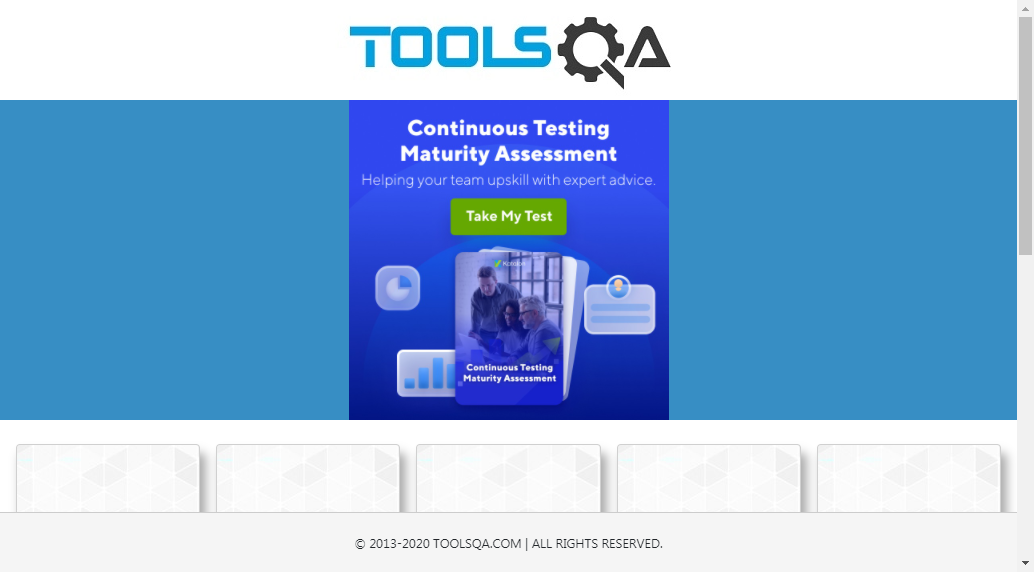 TOOLSQA
Continuous Testing
Maturity Assessment
Helping your team upskill with expert advice.
Take My Test
Katalon
Continuous Testing
Maturity Assessment
© 2013-2020 TOOLSQA.COM | ALL RIGHTS RESERVED.